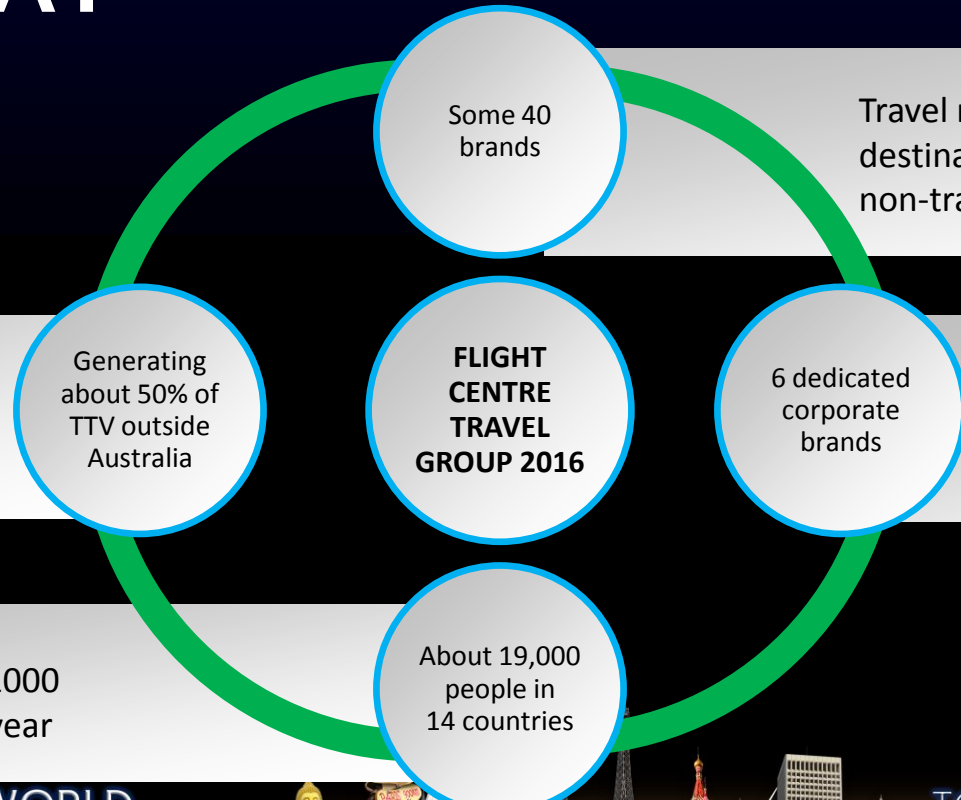 Some 40
brands
Travel
destina
non-tra
Generating
about 50% of
TTV outside
Australia
FLIGHT
CENTRE
TRAVEL
GROUP 2016
6 dedicated
corporate
brands
About 19,000
people in
14 countries
000
year
WORLD